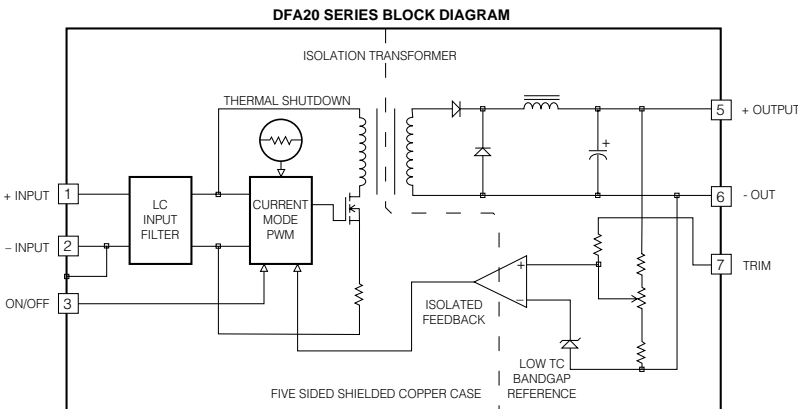 DFA20 SERIES BLOCK DIAGRAM
ISOLATION TRANSFORMER
THERMAL SHUTDOWN
5 + OUTPUT
+ INPUT 1
LC
INPUT
FILTER
CURRENT
MODE
PWM
+
6 - OUT
– INPUT 2
7 TRIM
ON/OFF 3
+
–
ISOLATED
FEEDBACK
LOW TC
BANDGAP
REFERENCE
FIVE SIDED SHIELDED COPPER CASE